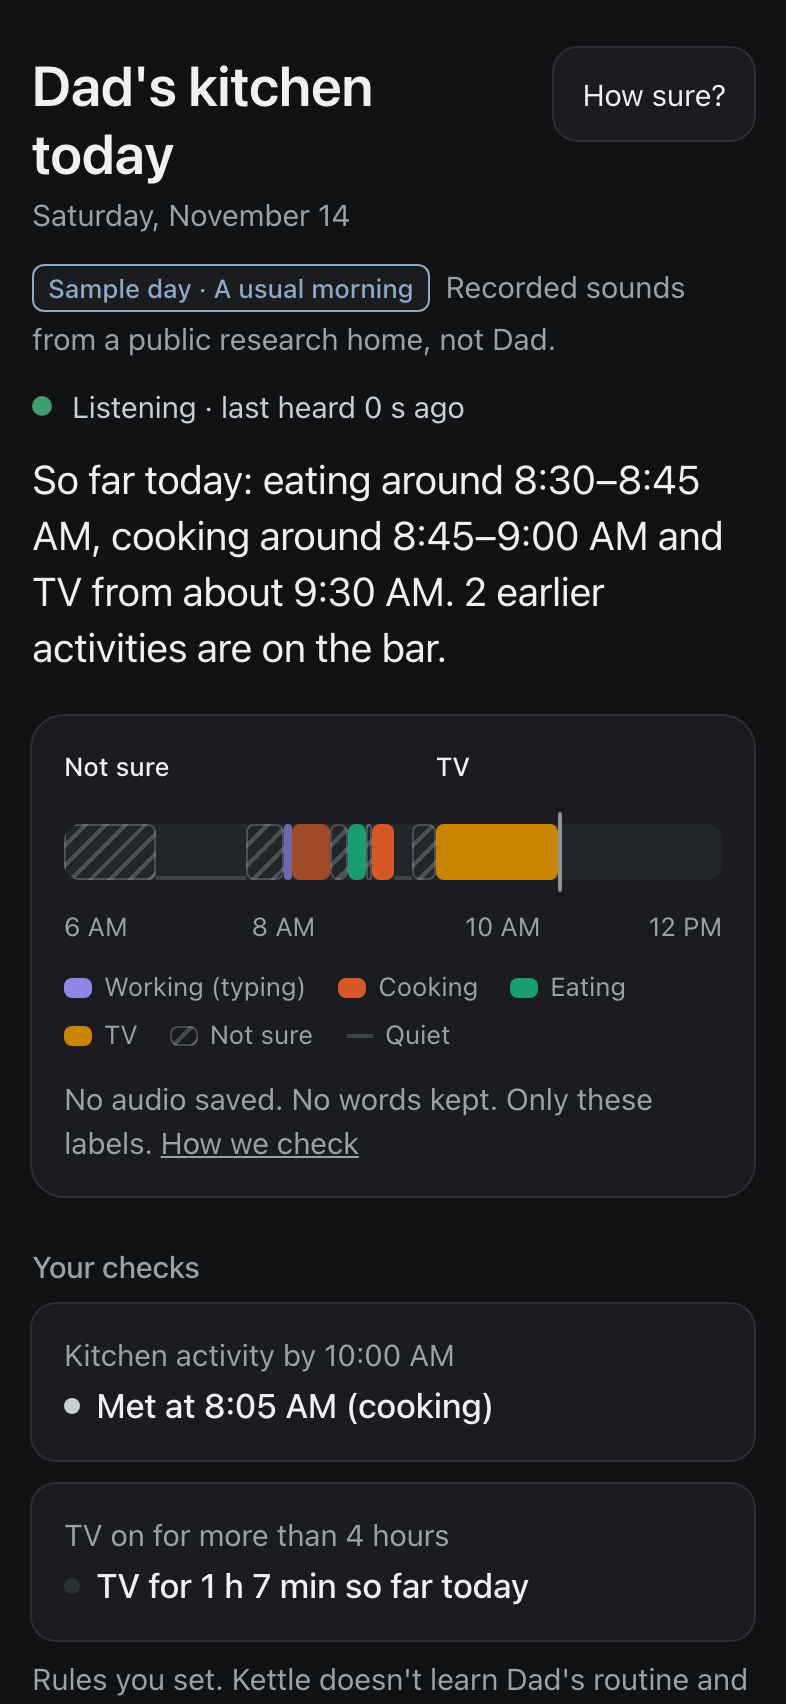 Dad's kitchen
today
How sure?
Saturday, November 14
Sample day · A usual morning Recorded sounds
from a public research home, not Dad.
Listening · last heard 0 s ago
So far today: eating around 8:30–8:45
AM, cooking around 8:45–9:00 AM and
TV from about 9:30 AM. 2 earlier
activities are on the bar.
Not sure TV
6 AM 8 AM 10 AM 12 PM
Working (typing) Cooking Eating
TV Not sure Quiet
No audio saved. No words kept. Only these
labels. How we check
Your checks
Kitchen activity by 10:00 AM
Met at 8:05 AM (cooking)
TV on for more than 4 hours
TV for 1 h 7 min so far today
Rules you set. Kettle doesn't learn Dad's routine and